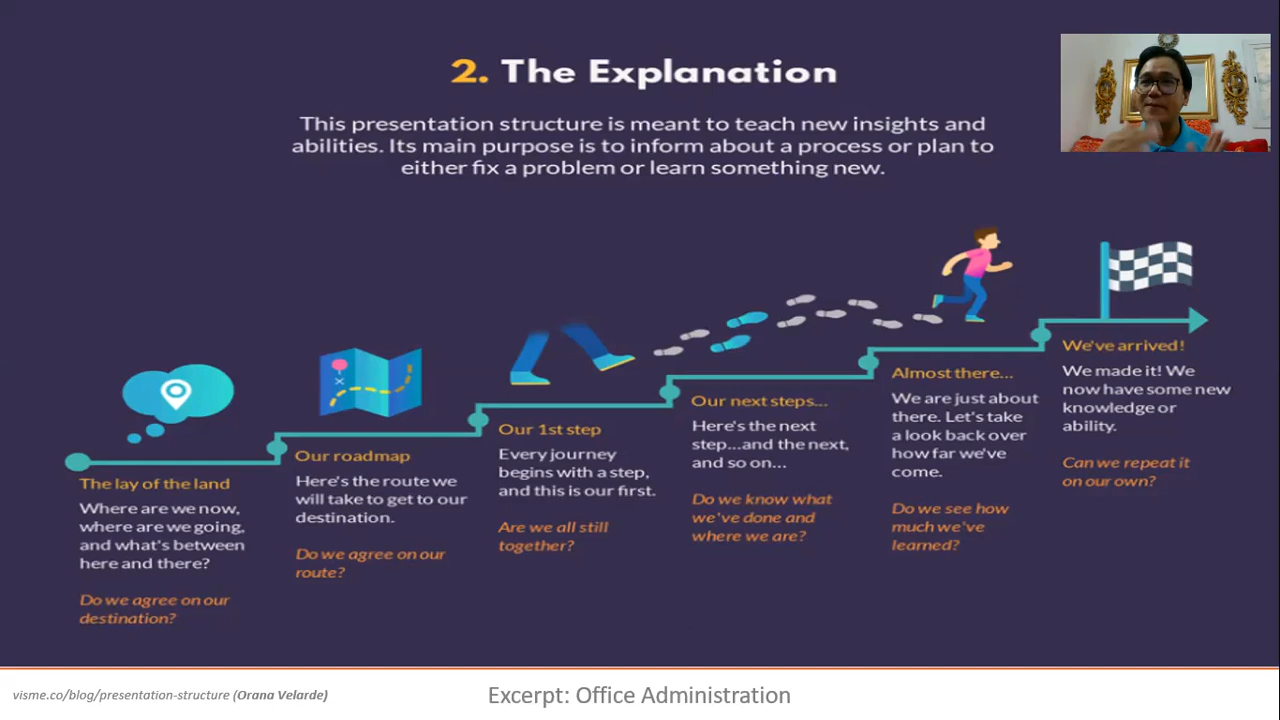 2. The Explanation
This presentation structure is meant to teach new insights and
abilities. Its main purpose is to inform about a process or plan to
either fix a problem or learn something new.
The lay of the land
Where are we now,
where are we going,
and what's between
here and there?
Do we agree on our
destination?
Our roadmap
Here's the route we
will take to get to our
destination.
Do we agree on our
route?
Our 1st step
Every journey
begins with a step,
and this is our first.
Are we all still
together?
Our next steps...
Here's the next
step...and the next,
and so on...
Do we know what
we've done and
where we are?
Almost there...
We are just about
there. Let's take
a look back over
how far we've
come.
Do we see how
much we've
learned?
We've arrived!
We made it! We
now have some new
knowledge or
ability.
Can we repeat it
on our own?
visme.co/blog/presentation-structure (Orana Velarde)
Excerpt: Office Administration